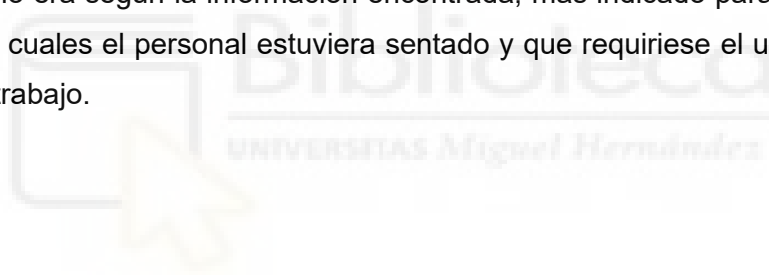 era según la información encontrada, más indicado para
cuales el personal estuviera sentado y que requiriese el u
trabajo.
Biblioteca
UNIVERSITAS Miguel Hernández